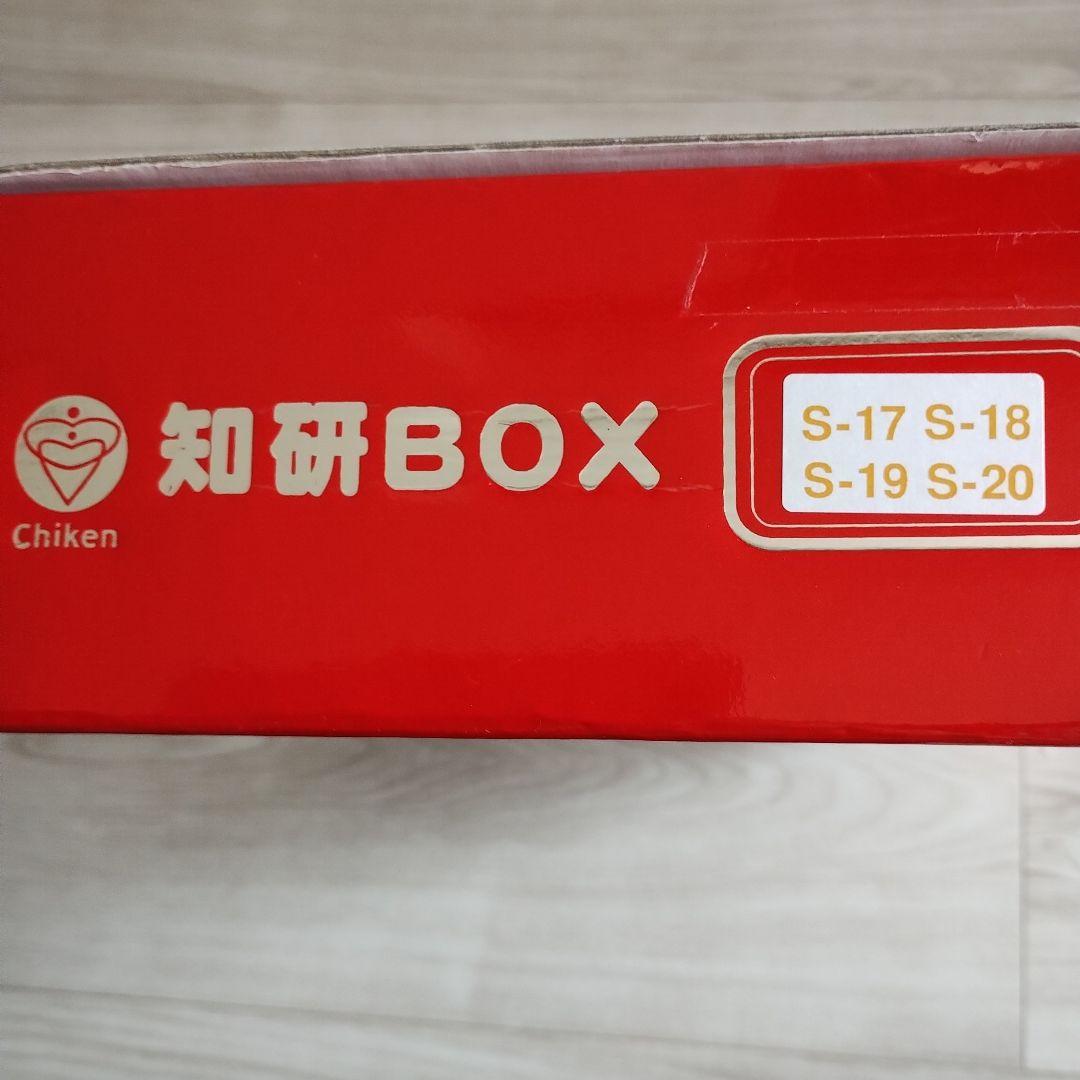 Chiken
知研BOX
S-17 S-18
S-19 S-20